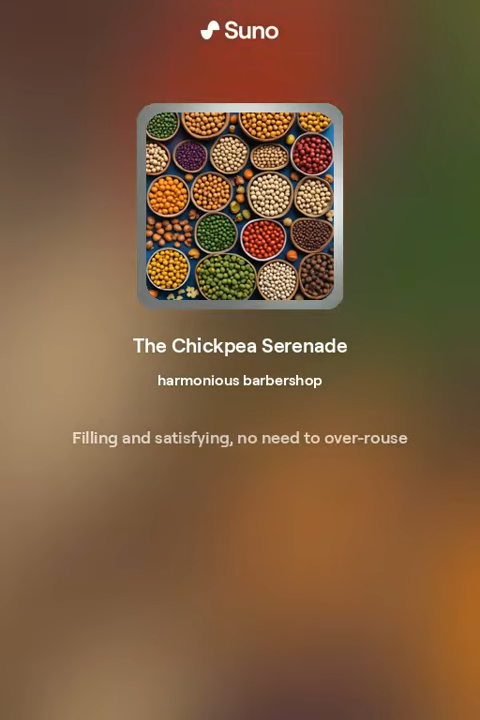 Suno
The Chickpea Serenade
harmonious barbershop
Filling and satisfying, no need to over-rouse